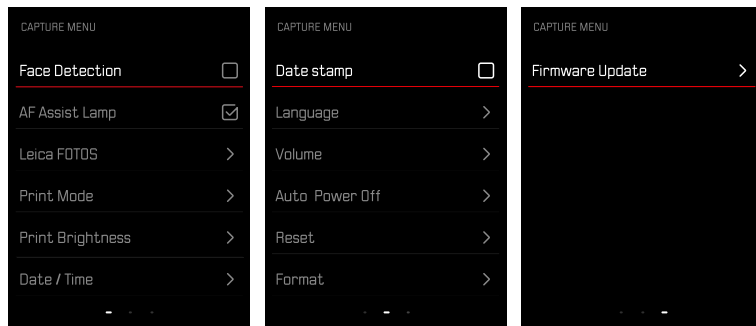 CAPTURE MENU
Face Detection
AF Assist Lamp
Leica FOTOS
Print Mode
Print Brightness
Date / Time
CAPTURE MENU
Date stamp
Language
Volume
Auto Power Off
Reset
Format
CAPTURE MENU
Firmware Update